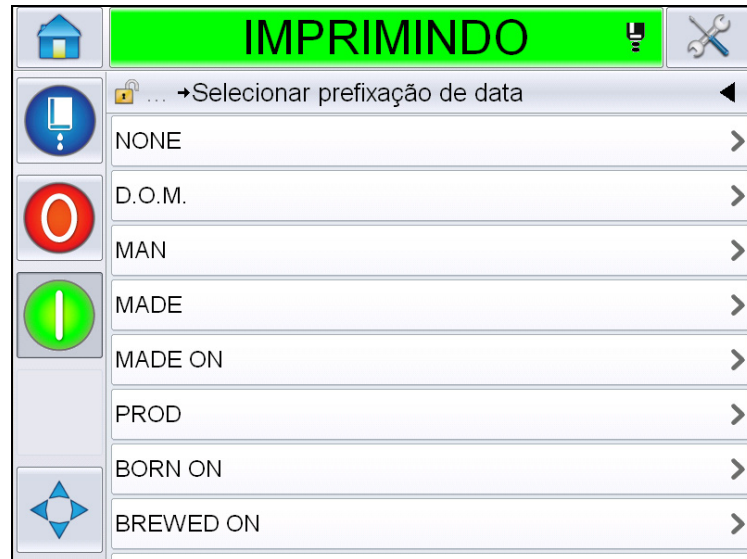 IMPRIMINDO
... →Selecionar prefixação de data
NONE
D.O.M.
MAN
MADE
MADE ON
PROD
BORN ON
BREWED ON